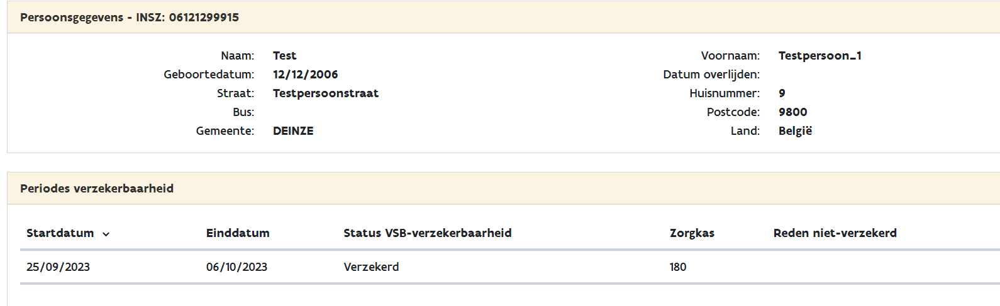 Persoonsgegevens - INSZ: 06121299915
Naam: Test Voornaam: Testpersoon_1
Geboortedatum: 12/12/2006 Datum overlijden:
Straat: Testpersoonstraat Huisnummer: 9
Bus: Postcode: 9800
Gemeente: DEINZE Land: België
Periodes verzekerbaarheid
Startdatum Einddatum Status VSB-verzekerbaarheid Zorgkas Reden niet-verzekerd
25/09/2023 06/10/2023 Verzekerd 180